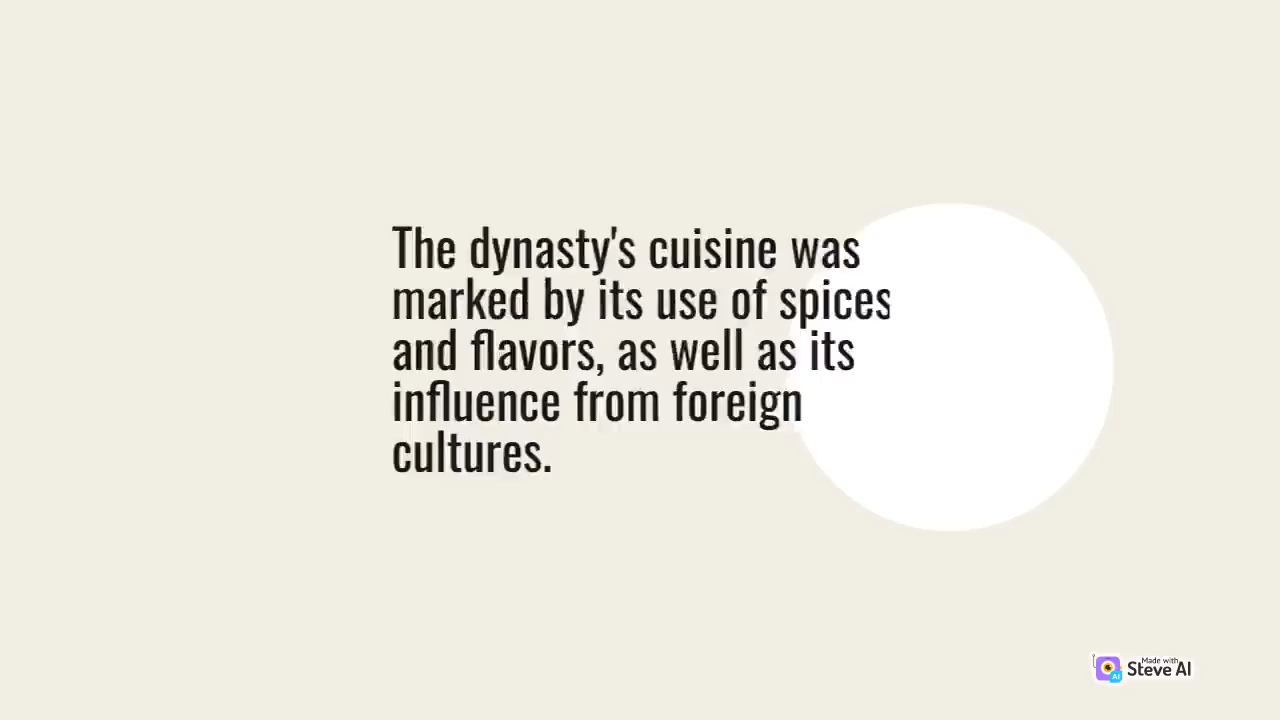 The dynasty's cuisine was
marked by its use of spices
and flavors, as well as its
influence from foreign
cultures.
Made with
Steve AI
AI